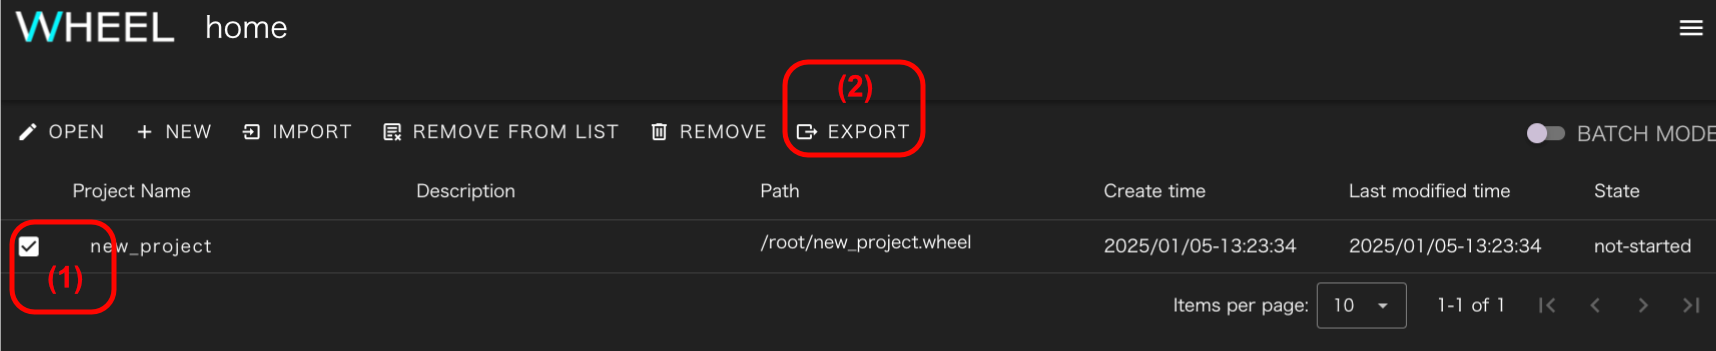 WHEEL home
(2)
OPEN NEW IMPORT REMOVE FROM LIST REMOVE EXPORT BATCH MODE
Project Name Description Path Create time Last modified time State
new_project /root/new_project.wheel 2025/01/05-13:23:34 2025/01/05-13:23:34 not-started
(1)
Items per page: 10 1-1 of 1